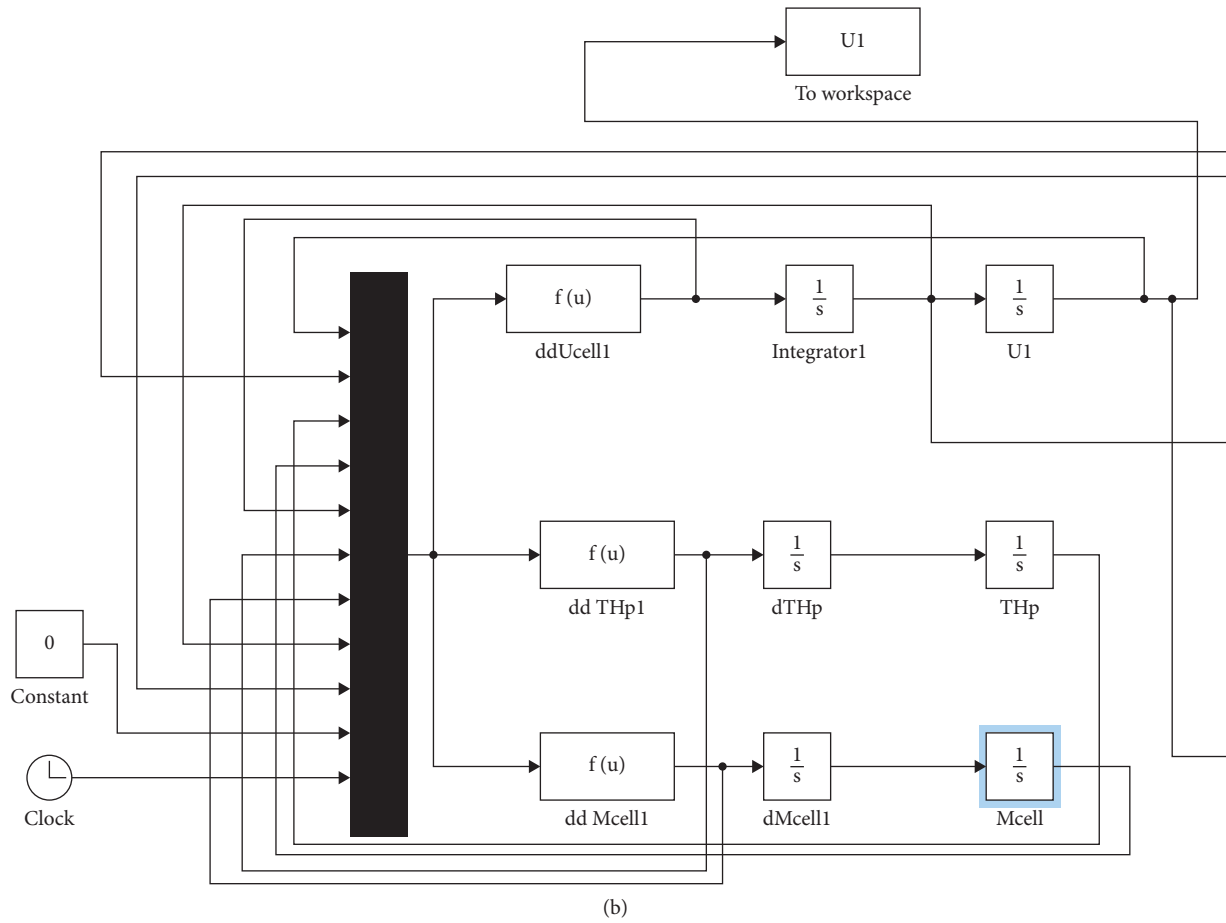 U1
To workspace
f (u)
ddUcell1
1
s
Integrator1
1
s
U1
f (u)
dd THp1
1
s
dTHp
1
s
THp
0
Constant
f (u)
dd Mcell1
1
s
dMcell1
1
s
Mcell
Clock
(b)